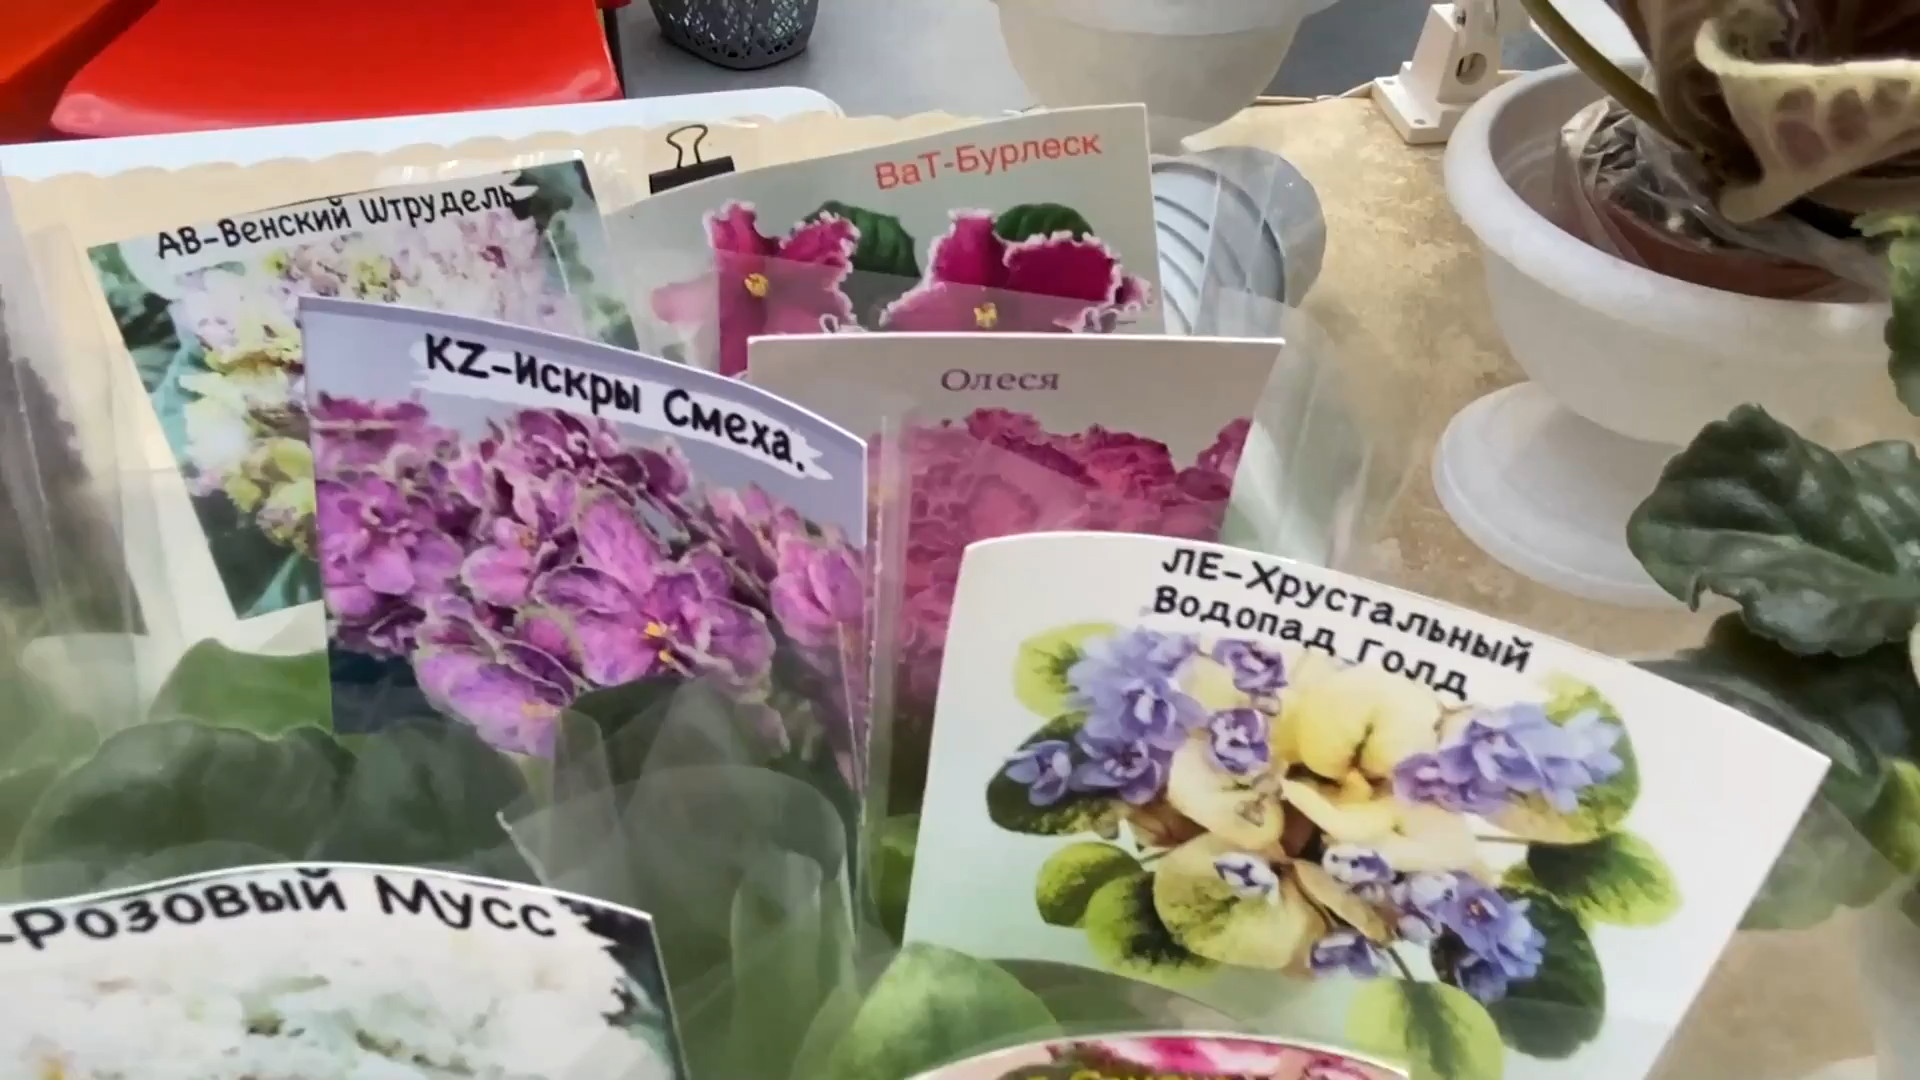 АВ-Венский Штрудель
ВаТ-Бурлеск
KZ-Искры Смеха.
Олеся
ЛЕ-Хрустальный
Водопад голд
-Розовый Мусс